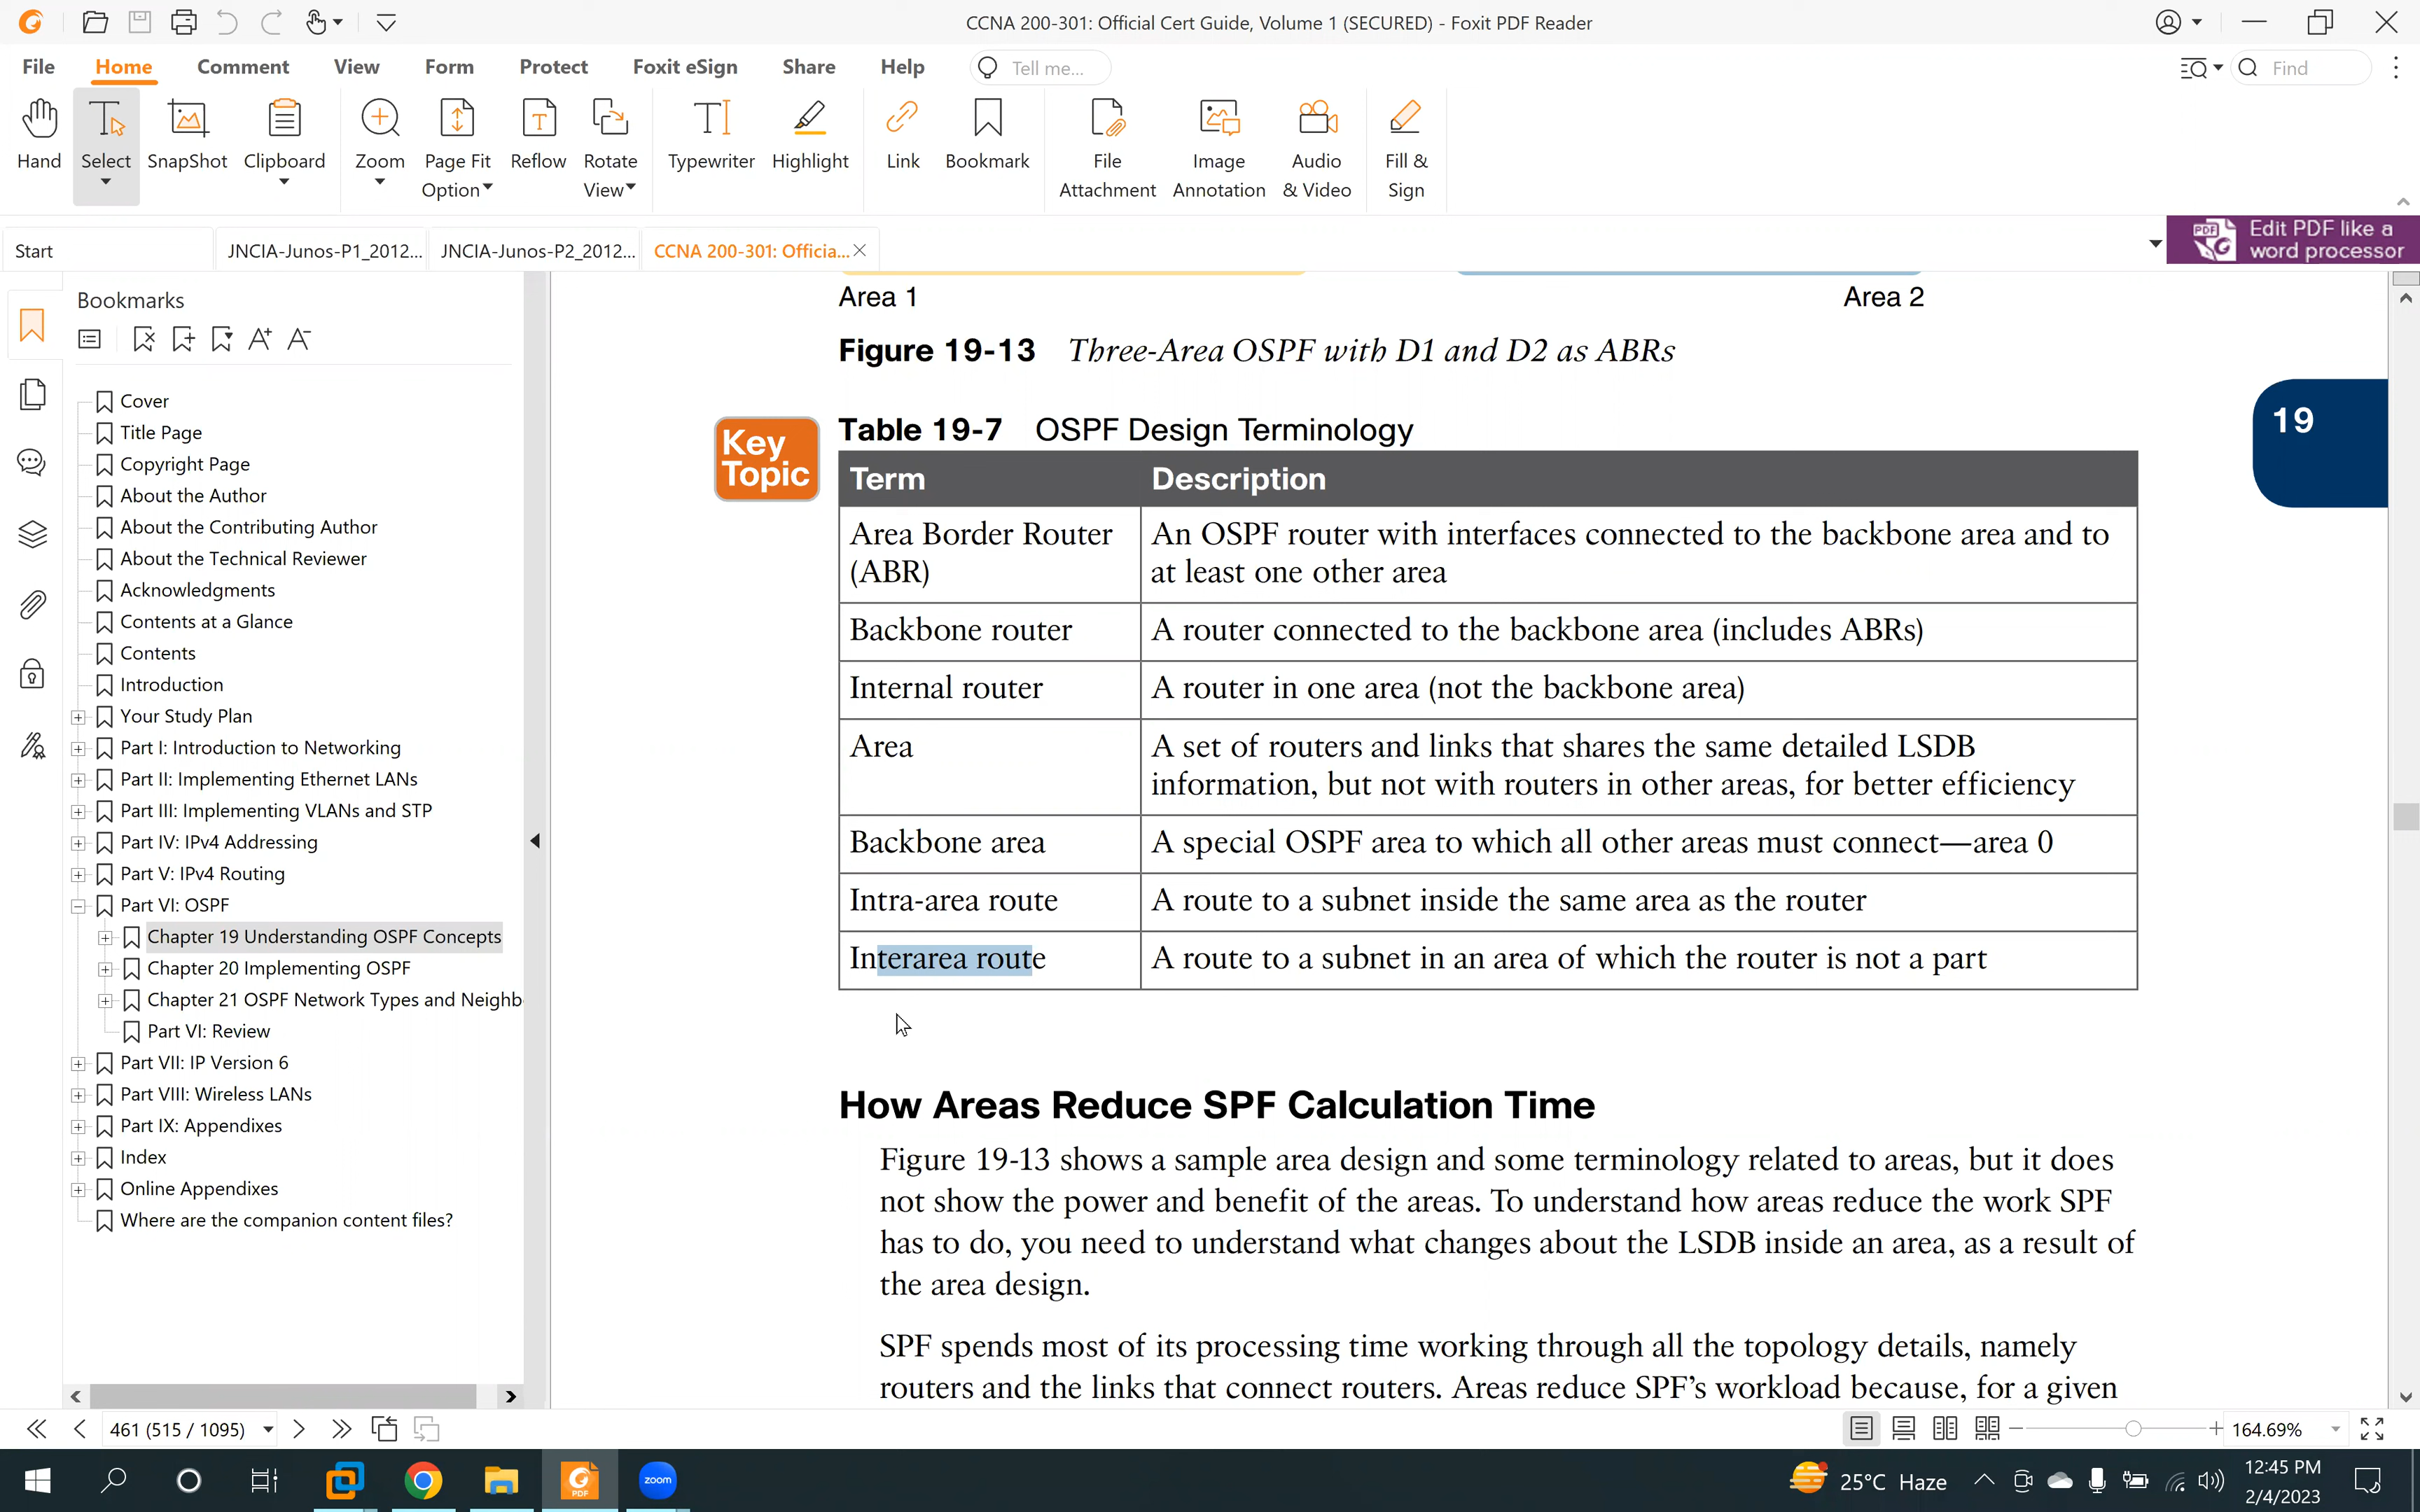 CCNA 200-301: Official Cert Guide, Volume 1 (SECURED) - Foxit PDF Reader
File Home Comment View Form Protect Foxit eSign Share Help Tell me... Find
Hand Select SnapShot Clipboard Zoom Page Fit Option Reflow Rotate View Typewriter Highlight Link Bookmark File Attachment Image Annotation Audio & Video Fill & Sign
Start JNCIA-Junos-P1_2012... JNCIA-Junos-P2_2012... CCNA 200-301: Officia...
Edit PDF like a
word processor
Bookmarks
Cover
Title Page
Copyright Page
About the Author
About the Contributing Author
About the Technical Reviewer
Acknowledgments
Contents at a Glance
Contents
Introduction
Your Study Plan
Part I: Introduction to Networking
Part II: Implementing Ethernet LANs
Part III: Implementing VLANs and STP
Part IV: IPv4 Addressing
Part V: IPv4 Routing
Part VI: OSPF
Chapter 19 Understanding OSPF Concepts
Chapter 20 Implementing OSPF
Chapter 21 OSPF Network Types and Neighb
Part VI: Review
Part VII: IP Version 6
Part VIII: Wireless LANs
Part IX: Appendixes
Index
Online Appendixes
Where are the companion content files?
Area 1 Area 2
Figure 19-13 Three-Area OSPF with D1 and D2 as ABRs
19
Key
Topic
Table 19-7 OSPF Design Terminology
Term Description
Area Border Router (ABR) An OSPF router with interfaces connected to the backbone area and to
at least one other area
Backbone router A router connected to the backbone area (includes ABRs)
Internal router A router in one area (not the backbone area)
Area A set of routers and links that shares the same detailed LSDB
information, but not with routers in other areas, for better efficiency
Backbone area A special OSPF area to which all other areas must connect—area 0
Intra-area route A route to a subnet inside the same area as the router
Interarea route A route to a subnet in an area of which the router is not a part
How Areas Reduce SPF Calculation Time
Figure 19-13 shows a sample area design and some terminology related to areas, but it does
not show the power and benefit of the areas. To understand how areas reduce the work SPF
has to do, you need to understand what changes about the LSDB inside an area, as a result of
the area design.
SPF spends most of its processing time working through all the topology details, namely
routers and the links that connect routers. Areas reduce SPF's workload because, for a given
461 (515 / 1095) 164.69%
PDF zoom 25°C Haze 12:45 PM
2/4/2023